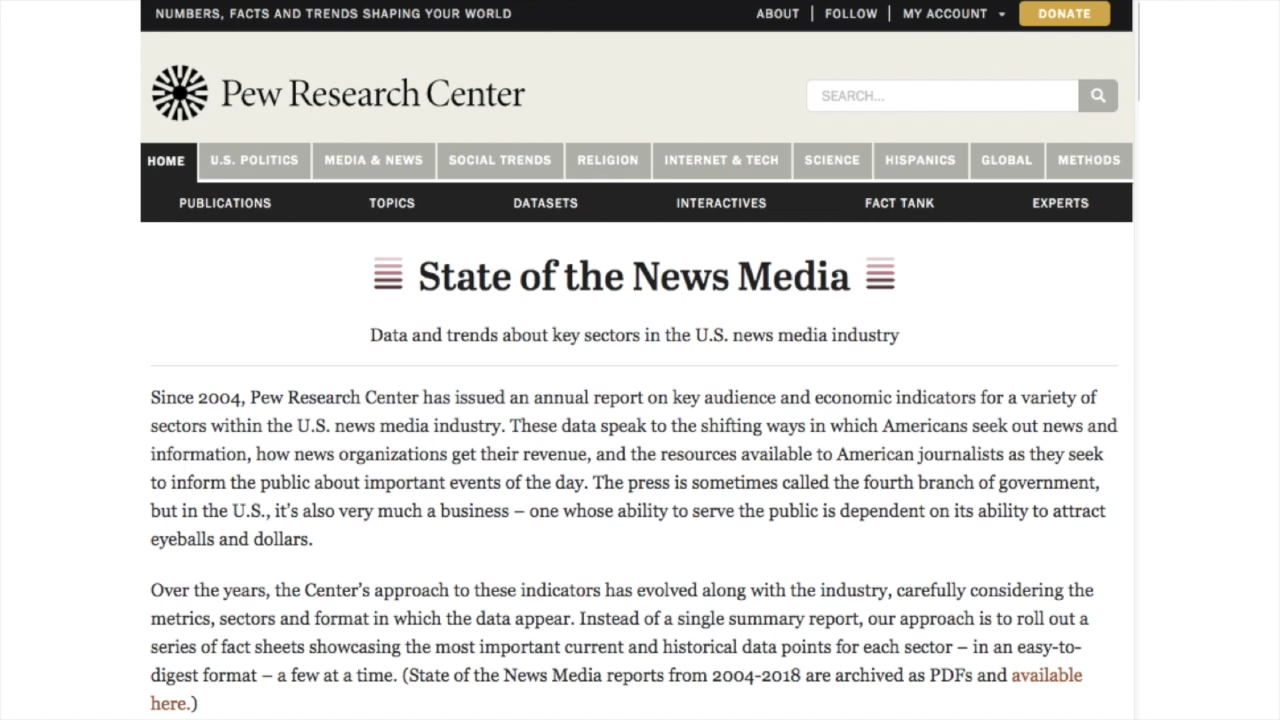 NUMBERS, FACTS AND TRENDS SHAPING YOUR WORLD
ABOUT | FOLLOW | MY ACCOUNT
DONATE
Pew Research Center
SEARCH...
HOME
U.S. POLITICS
MEDIA & NEWS
SOCIAL TRENDS
RELIGION
INTERNET & TECH
SCIENCE
HISPANICS
GLOBAL
METHODS
PUBLICATIONS
TOPICS
DATASETS
INTERACTIVES
FACT TANK
EXPERTS
State of the News Media
Data and trends about key sectors in the U.S. news media industry
Since 2004, Pew Research Center has issued an annual report on key audience and economic indicators for a variety of
sectors within the U.S. news media industry. These data speak to the shifting ways in which Americans seek out news and
information, how news organizations get their revenue, and the resources available to American journalists as they seek
to inform the public about important events of the day. The press is sometimes called the fourth branch of government,
but in the U.S., it's also very much a business – one whose ability to serve the public is dependent on its ability to attract
eyeballs and dollars.
Over the years, the Center's approach to these indicators has evolved along with the industry, carefully considering the
metrics, sectors and format in which the data appear. Instead of a single summary report, our approach is to roll out a
series of fact sheets showcasing the most important current and historical data points for each sector – in an easy-to-
digest format – a few at a time. (State of the News Media reports from 2004-2018 are archived as PDFs and available
here.)